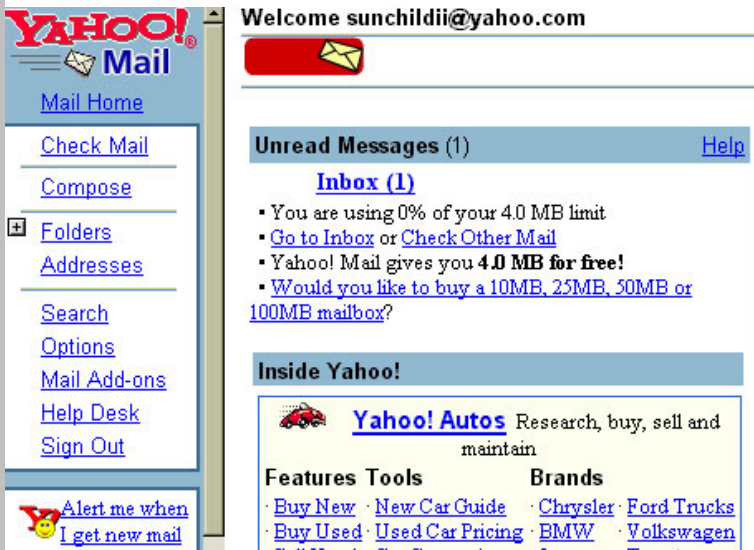 YAHOO!®
Mail
Mail Home
Check Mail
Compose
Folders
Addresses
Search
Options
Mail Add-ons
Help Desk
Sign Out
Alert me when
I get new mail
Welcome sunchildii@yahoo.com
Unread Messages (1) Help
Inbox (1)
▪ You are using 0% of your 4.0 MB limit
▪ Go to Inbox or Check Other Mail
▪ Yahoo! Mail gives you 4.0 MB for free!
▪ Would you like to buy a 10MB, 25MB, 50MB or
100MB mailbox?
Inside Yahoo!
Yahoo! Autos Research, buy, sell and
maintain
Features Tools Brands
· Buy New · New Car Guide · Chrysler · Ford Trucks
· Buy Used · Used Car Pricing · BMW · Volkswagen